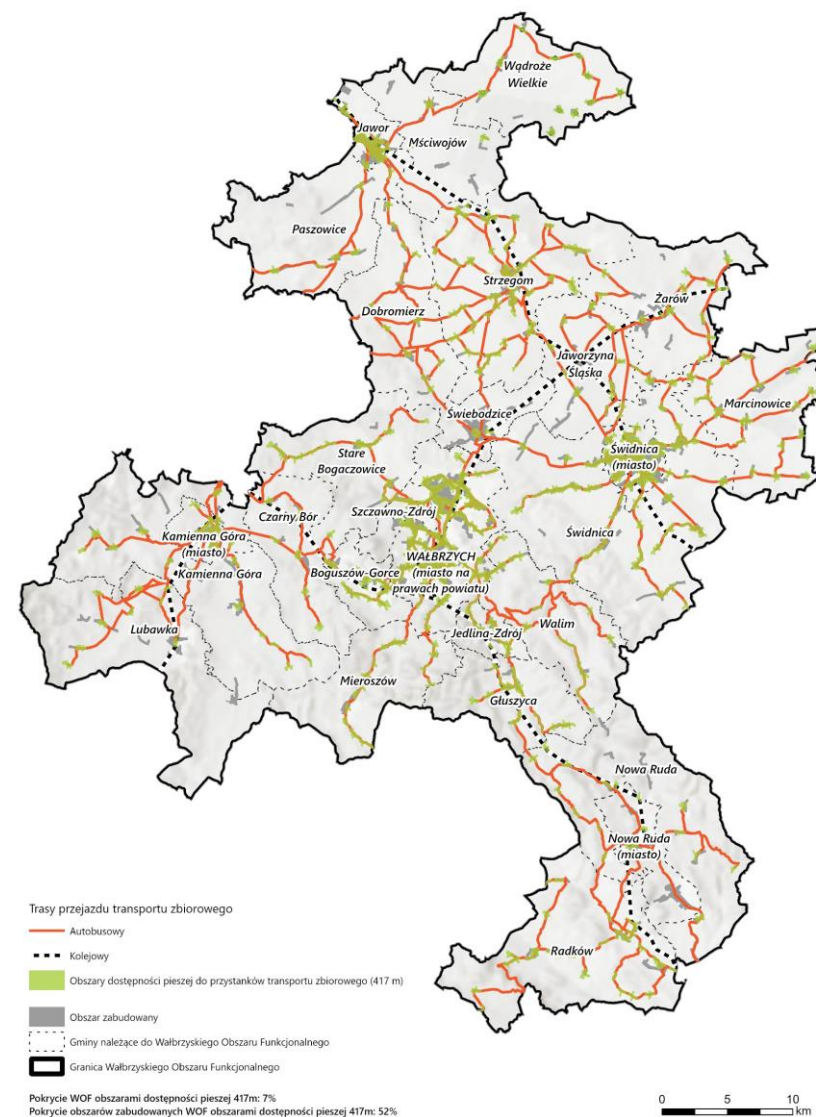 Wądroże
Wielkie
Jawor
Mściwojów
Paszowice
Strzegom
Dobromierz
Żarów
Jaworzyna
Śląska
Marcinowice
Świebodzice
Stare
Bogaczowice
Świdnica
(miasto)
Szczawno-Zdrój
Czarny Bór
Kamienna Góra
(miasto)
Świdnica
WAŁBRZYCH
(miasto na
prawach powiatu)
Boguszów-Gorce
Kamienna Góra
Lubawka
Jedlina-Zdrój
Walim
Mieroszów
Głuszyca
Nowa Ruda
Nowa Ruda
(miasto)
Radków
Trasy przejazdu transportu zbiorowego
Autobusowy
Kolejowy
Obszary dostępności pieszej do przystanków transportu zbiorowego (417 m)
Obszar zabudowany
Gminy należące do Wałbrzyskiego Obszaru Funkcjonalnego
Granica Wałbrzyskiego Obszaru Funkcjonalnego
Pokrycie WOF obszarami dostępności pieszej 417m: 7%
Pokrycie obszarów zabudowanych WOF obszarami dostępności pieszej 417m: 52%
0 5 10
km